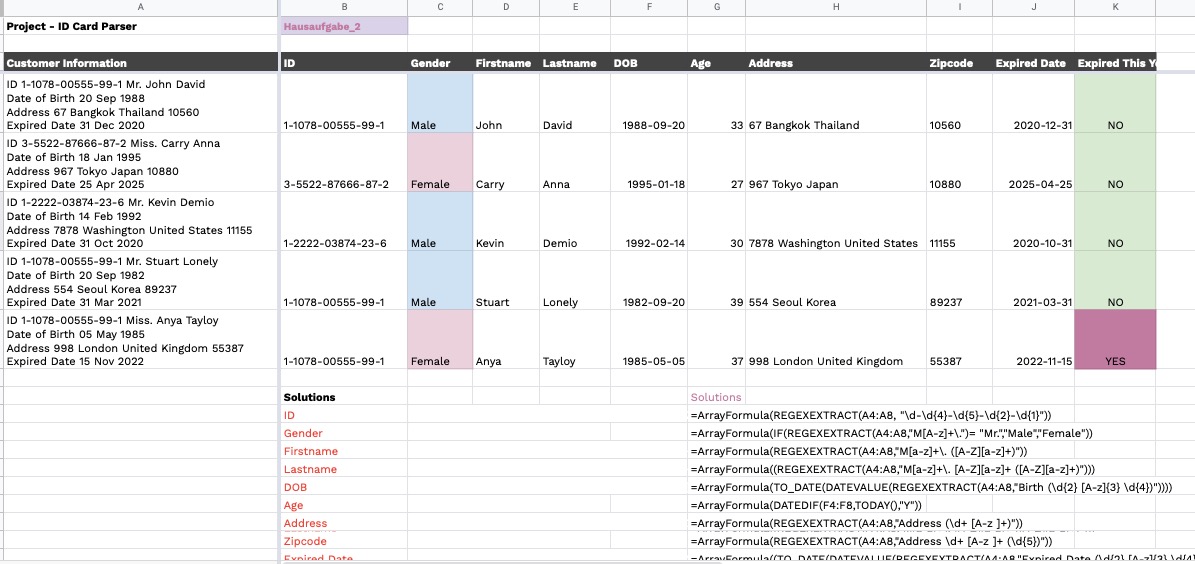 A B C D E F G H I J K
Project - ID Card Parser Hausaufgabe_2
Customer Information ID Gender Firstname Lastname DOB Age Address Zipcode Expired Date Expired This
ID 1-1078-00555-99-1 Mr. John David
Date of Birth 20 Sep 1988
Address 67 Bangkok Thailand 10560
Expired Date 31 Dec 2020 1-1078-00555-99-1 Male John David 1988-09-20 33 67 Bangkok Thailand 10560 2020-12-31 NO
ID 3-5522-87666-87-2 Miss. Carry Anna
Date of Birth 18 Jan 1995
Address 967 Tokyo Japan 10880
Expired Date 25 Apr 2025 3-5522-87666-87-2 Female Carry Anna 1995-01-18 27 967 Tokyo Japan 10880 2025-04-25 NO
ID 1-2222-03874-23-6 Mr. Kevin Demio
Date of Birth 14 Feb 1992
Address 7878 Washington United States 11155
Expired Date 31 Oct 2020 1-2222-03874-23-6 Male Kevin Demio 1992-02-14 30 7878 Washington United States 11155 2020-10-31 NO
ID 1-1078-00555-99-1 Mr. Stuart Lonely
Date of Birth 20 Sep 1982
Address 554 Seoul Korea 89237
Expired Date 31 Mar 2021 1-1078-00555-99-1 Male Stuart Lonely 1982-09-20 39 554 Seoul Korea 89237 2021-03-31 NO
ID 1-1078-00555-99-1 Miss. Anya Tayloy
Date of Birth 05 May 1985
Address 998 London United Kingdom 55387
Expired Date 15 Nov 2022 1-1078-00555-99-1 Female Anya Tayloy 1985-05-05 37 998 London United Kingdom 55387 2022-11-15 YES
Solutions Solutions
ID =ArrayFormula(REGEXEXTRACT(A4:A8, "\d-\d{4}-\d{5}-\d{2}-\d{1}"))
Gender =ArrayFormula(IF(REGEXEXTRACT(A4:A8,"M[A-z]+\.")= "Mr.","Male","Female"))
Firstname =ArrayFormula(REGEXEXTRACT(A4:A8,"M[a-z]+\. ([A-Z][a-z]+)"))
Lastname =ArrayFormula((REGEXEXTRACT(A4:A8,"M[a-z]+\. [A-Z][a-z]+ ([A-Z][a-z]+)")))
DOB =ArrayFormula(TO_DATE(DATEVALUE(REGEXEXTRACT(A4:A8,"Birth (\d{2} [A-z]{3} \d{4})"))))
Age =ArrayFormula(DATEDIF(F4:F8,TODAY(),"Y"))
Address =ArrayFormula(REGEXEXTRACT(A4:A8,"Address (\d+ [A-z ]+)"))
Zipcode =ArrayFormula(REGEXEXTRACT(A4:A8,"Address \d+ [A-z ]+ (\d{5})"))
Expired Date =ArrayFormula((TO_DATE(DATEVALUE(REGEXEXTRACT(A4:A8,"Expired Date (\d{2} [A-z]{3} \d{4}